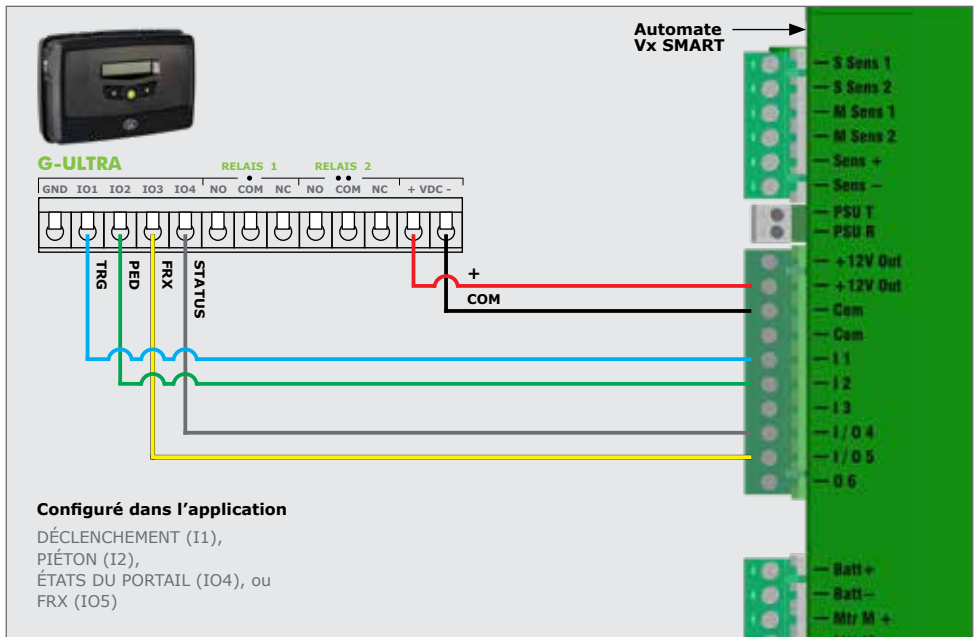 Automate
Vx SMART
G-ULTRA
RELAIS 1
RELAIS 2
GND IO1 IO2 IO3 IO4 NO COM NC NO COM NC + VDC -
TRG
PED
FRX
STATUS
+
COM
S Sens 1
S Sens 2
M Sens 1
M Sens 2
Sens +
Sens –
PSU T
PSU R
+12V Out
+12V Out
Com
Com
I 1
I 2
I 3
I / O 4
I / O 5
O 6
Batt+
Batt–
Mtr M +
Configuré dans l’application
DÉCLENCHEMENT (I1),
PIÉTON (I2),
ÉTATS DU PORTAIL (IO4), ou
FRX (IO5)